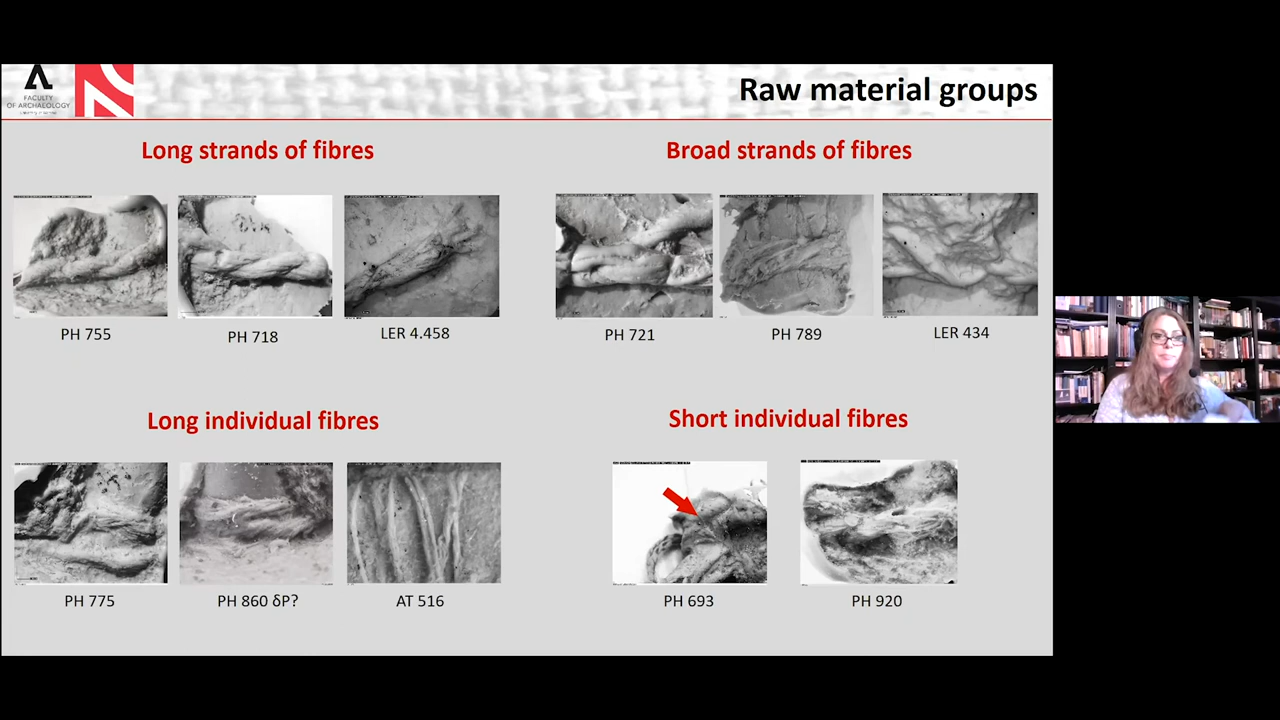 FACULTY
OF ARCHAEOLOGY
Raw material groups
Long strands of fibres
Broad strands of fibres
PH 755
PH 718
LER 4.458
PH 721
PH 789
LER 434
Long individual fibres
Short individual fibres
PH 775
PH 860 δP?
AT 516
PH 693
PH 920